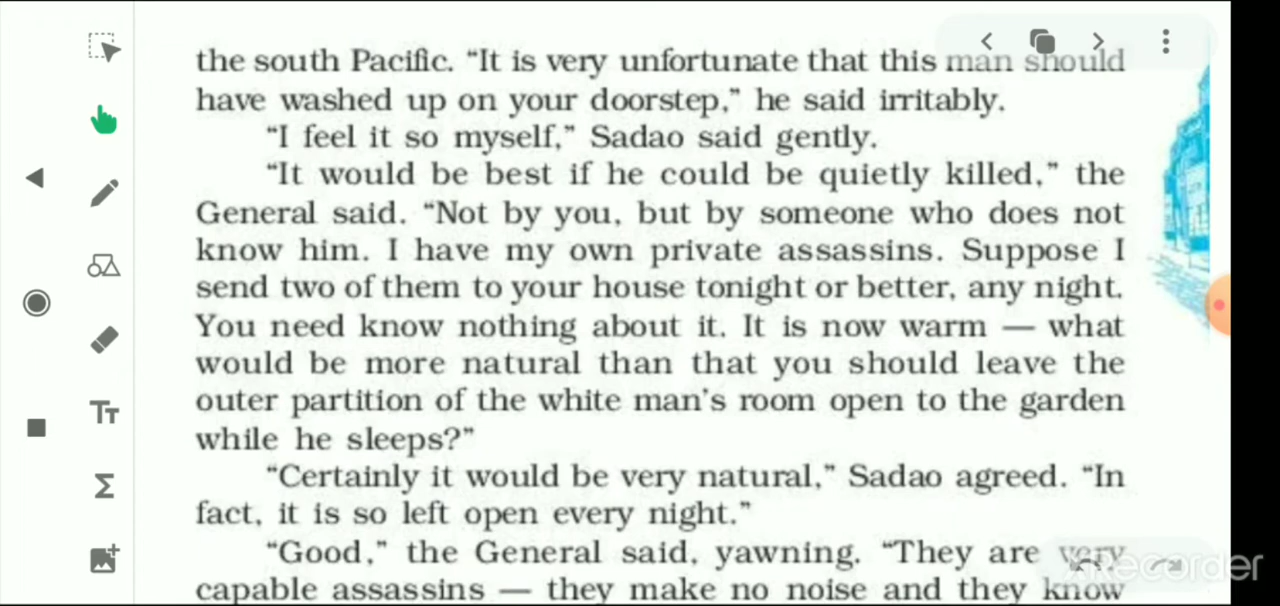 the south Pacific. “It is very unfortunate that this man should
have washed up on your doorstep,” he said irritably.
“I feel it so myself,” Sadao said gently.
“It would be best if he could be quietly killed,” the
General said. “Not by you, but by someone who does not
know him. I have my own private assassins. Suppose I
send two of them to your house tonight or better, any night.
You need know nothing about it. It is now warm — what
would be more natural than that you should leave the
outer partition of the white man’s room open to the garden
while he sleeps?”
“Certainly it would be very natural,” Sadao agreed. “In
fact, it is so left open every night.”
“Good,” the General said, yawning. “They are very
capable assassins — they make no noise and they know
XRecorder
Tт
Σ